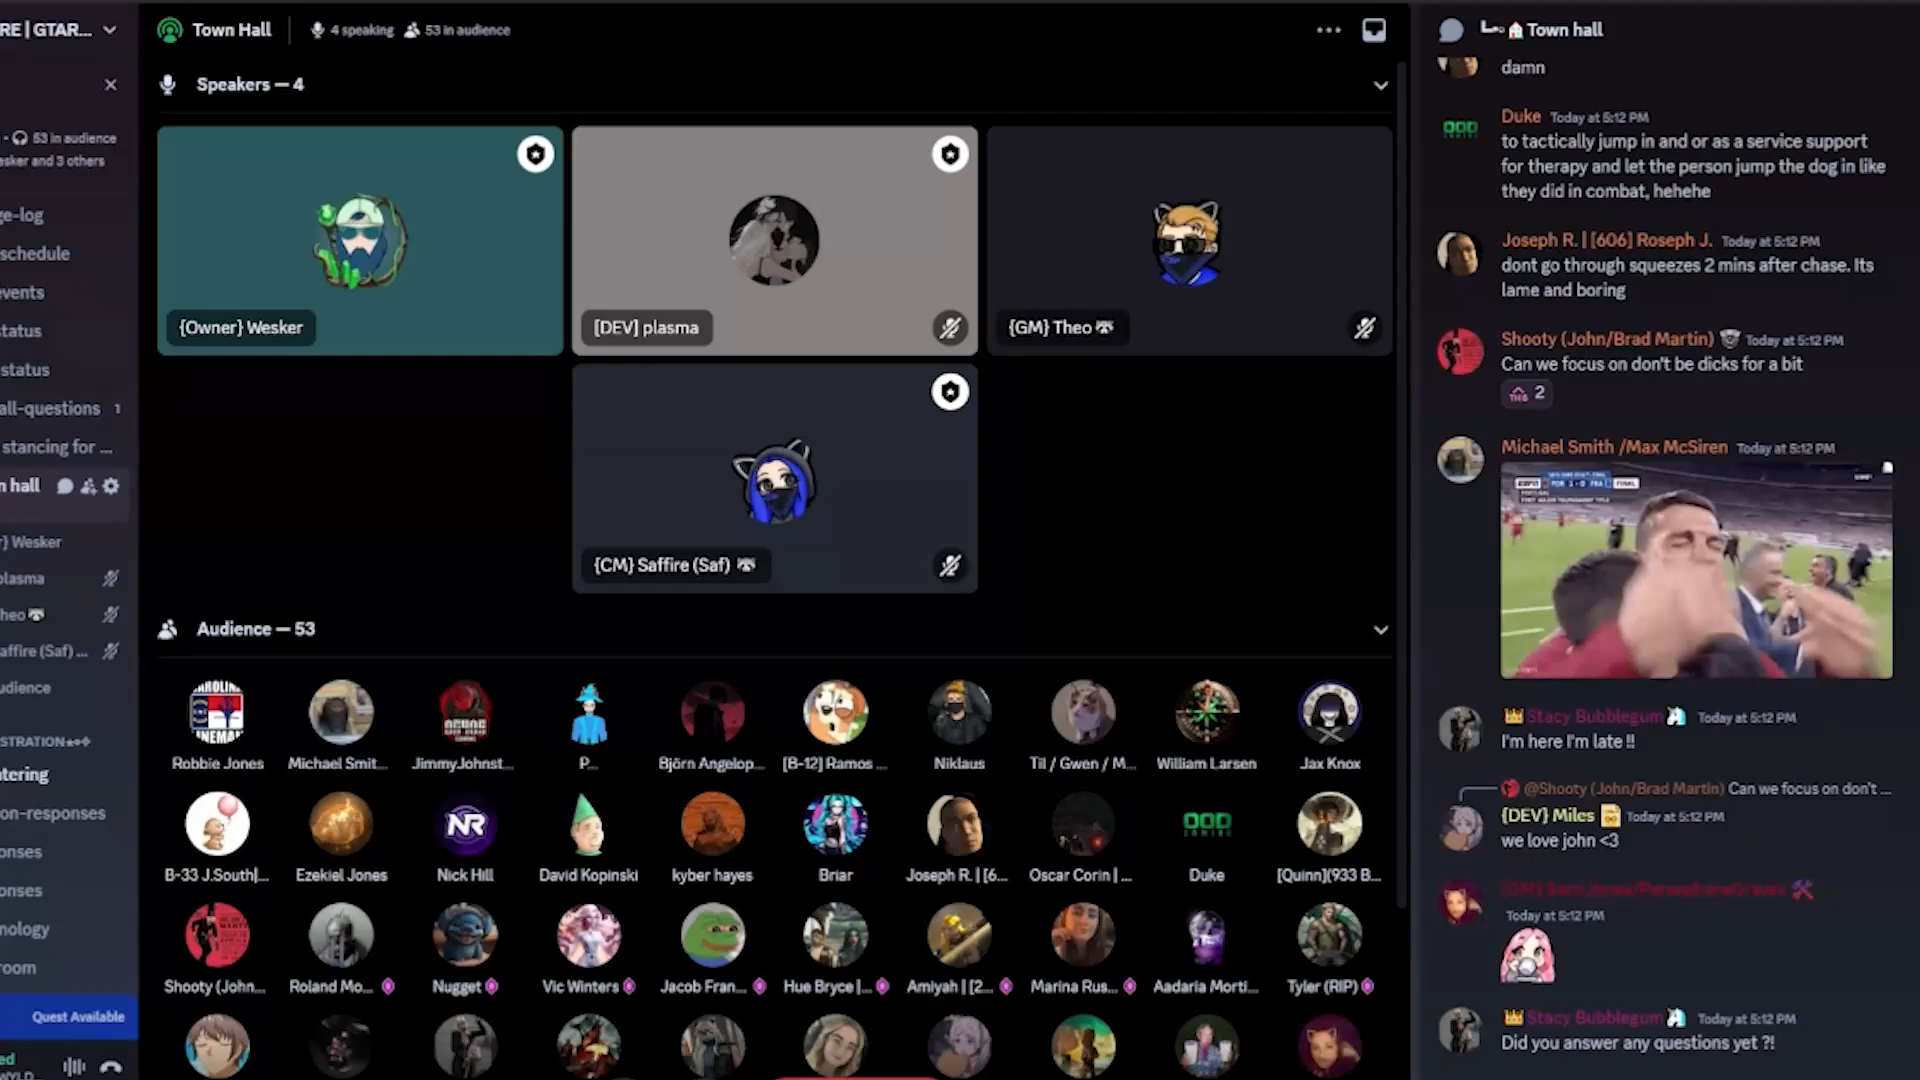 RE | GTAR...
53 in audience
esker and 3 others
ge-log
schedule
events
status
status
all-questions 1
stancing for ...
n hall
r} Wesker
plasma
heo
affire (Saf) ...
udience
STRATION
tering
on-responses
onses
onses
nology
room
Quest Available
ed
Town Hall
4 speaking
53 in audience
Speakers — 4
{Owner} Wesker
[DEV] plasma
{GM} Theo
{CM} Saffire (Saf)
Audience — 53
Robbie Jones
Michael Smit...
JimmyJohnst...
P...
Björn Angelop...
[B-12] Ramos ...
Niklaus
Til / Gwen / M...
William Larsen
Jax Knox
B-33 J.South|...
Ezekiel Jones
Nick Hill
David Kopinski
kyber hayes
Briar
Joseph R. | [6...
Oscar Corin | ...
Duke
[Quinn](933 B...
Shooty (John...
Roland Mo...
Nugget
Vic Winters
Jacob Fran...
Hue Bryce |...
Amiyah | [2...
Marina Rus...
Aadaria Morti...
Tyler (RIP)
Town hall
damn
Duke Today at 5:12 PM
to tactically jump in and or as a service support
for therapy and let the person jump the dog in like
they did in combat, hehehe
Joseph R. | [606] Roseph J. Today at 5:12 PM
dont go through squeezes 2 mins after chase. Its
lame and boring
Shooty (John/Brad Martin) Today at 5:12 PM
Can we focus on don't be dicks for a bit
THIS 2
Michael Smith /Max McSiren Today at 5:12 PM
ESPN POR 1-0 FRA FINAL
Stacy Bubblegum Today at 5:12 PM
I'm here I'm late !!
@Shooty (John/Brad Martin) Can we focus on don't ...
{DEV} Miles Today at 5:12 PM
we love john <3
Today at 5:12 PM
Stacy Bubblegum Today at 5:12 PM
Did you answer any questions yet ?!